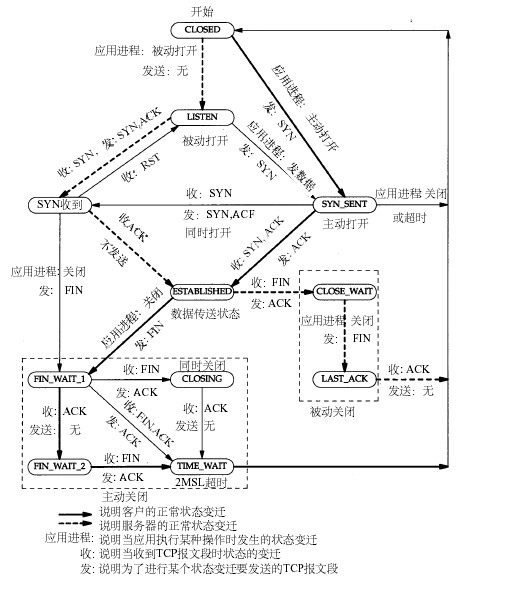 开始
CLOSED
应用进程：被动打开
发送：无
应用进程：主动打开
发：SYN
LISTEN
被动打开
收：SYN，发：SYN,ACK
收：RST
应用进程：发数据
发：SYN
SYN收到
收：SYN
发：SYN,ACF
同时打开
SYN_SENT
主动打开
应用进程 关闭
或超时
收ACK
不发送
收：SYN, ACK
发：ACK
应用进程：关闭
发：FIN
ESTABLISHED
数据传送状态
收：FIN
发：ACK
CLOSE_WAIT
应用进程 关闭
发：FIN
LAST_ACK
收：ACK
发送：无
被动关闭
应用进程：关闭
发：FIN
FIN_WAIT_1
收：FIN
发：ACK
同时关闭
CLOSING
收：ACK
发送：无
收：FIN,ACK
发：ACK
收：ACK
发送 无
FIN_WAIT_2
收：FIN
发：ACK
TIME_WAIT
2MSL超时
主动关闭
说明客户的正常状态变迁
说明服务器的正常状态变迁
应用进程：说明当应用执行某种操作时发生的状态变迁
收：说明当收到TCP报文段时状态的变迁
发：说明为了进行某个状态变迁要发送的TCP报文段